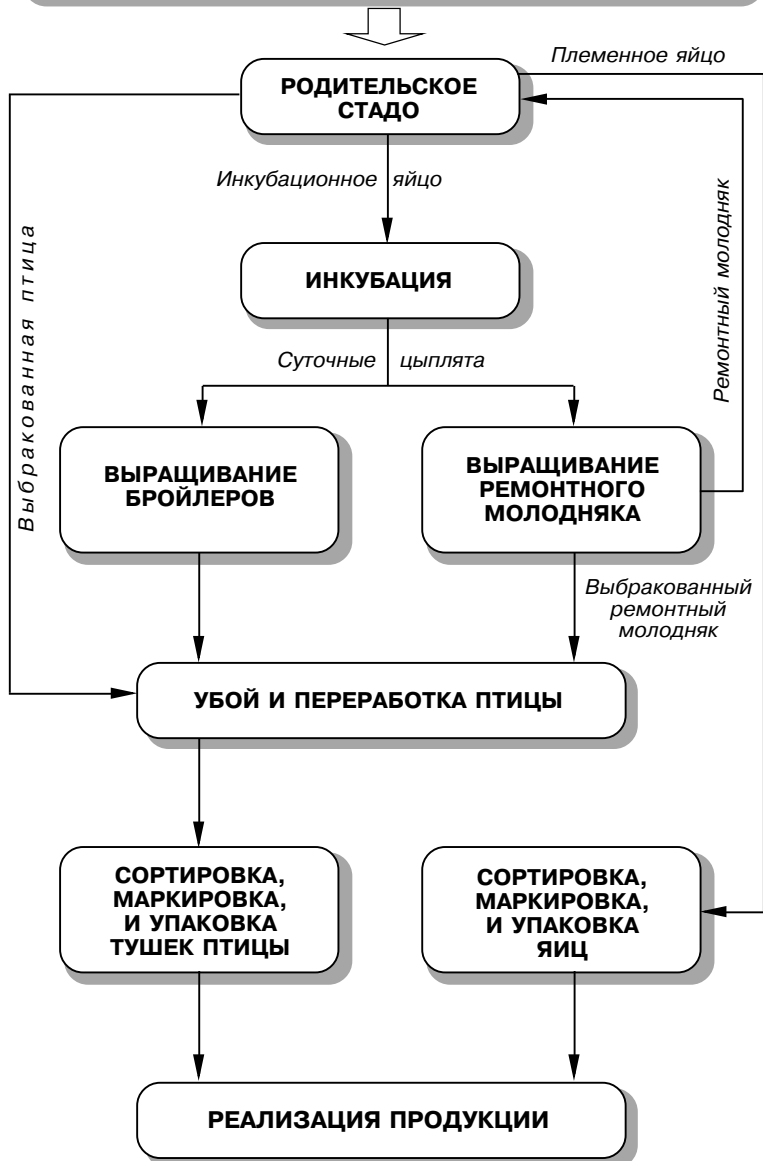 Племенное яйцо
РОДИТЕЛЬСКОЕ
СТАДО
Инкубационное яйцо
Выбракованная птица
Ремонтный молодняк
ИНКУБАЦИЯ
Суточные цыплята
ВЫРАЩИВАНИЕ
БРОЙЛЕРОВ
ВЫРАЩИВАНИЕ
РЕМОНТНОГО
МОЛОДНЯКА
Выбракованный
ремонтный
молодняк
УБОЙ И ПЕРЕРАБОТКА ПТИЦЫ
СОРТИРОВКА,
МАРКИРОВКА,
И УПАКОВКА
ТУШЕК ПТИЦЫ
СОРТИРОВКА,
МАРКИРОВКА,
И УПАКОВКА
ЯИЦ
РЕАЛИЗАЦИЯ ПРОДУКЦИИ